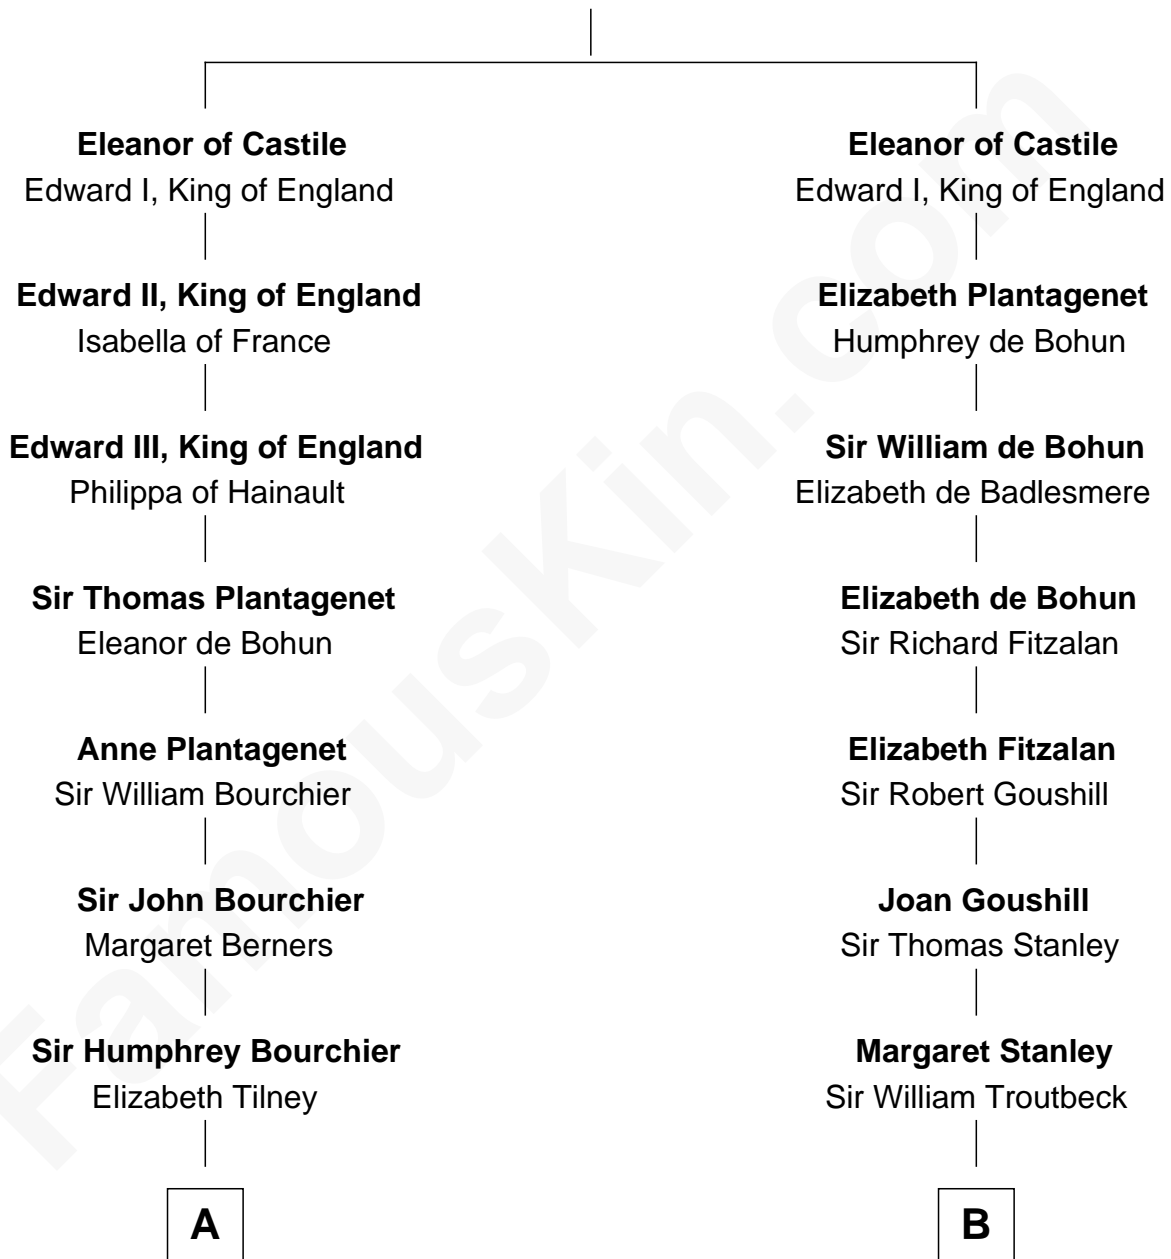 Eleanor of Castile
Edward I, King of England
Edward II, King of England
Isabella of France
Edward III, King of England
Philippa of Hainault
Sir Thomas Plantagenet
Eleanor de Bohun
Anne Plantagenet
Sir William Bourchier
Sir John Bourchier
Margaret Berners
Sir Humphrey Bourchier
Elizabeth Tilney
A
Eleanor of Castile
Edward I, King of England
Elizabeth Plantagenet
Humphrey de Bohun
Sir William de Bohun
Elizabeth de Badlesmere
Elizabeth de Bohun
Sir Richard Fitzalan
Elizabeth Fitzalan
Sir Robert Goushill
Joan Goushill
Sir Thomas Stanley
Margaret Stanley
Sir William Troutbeck
B
FamousKin.com